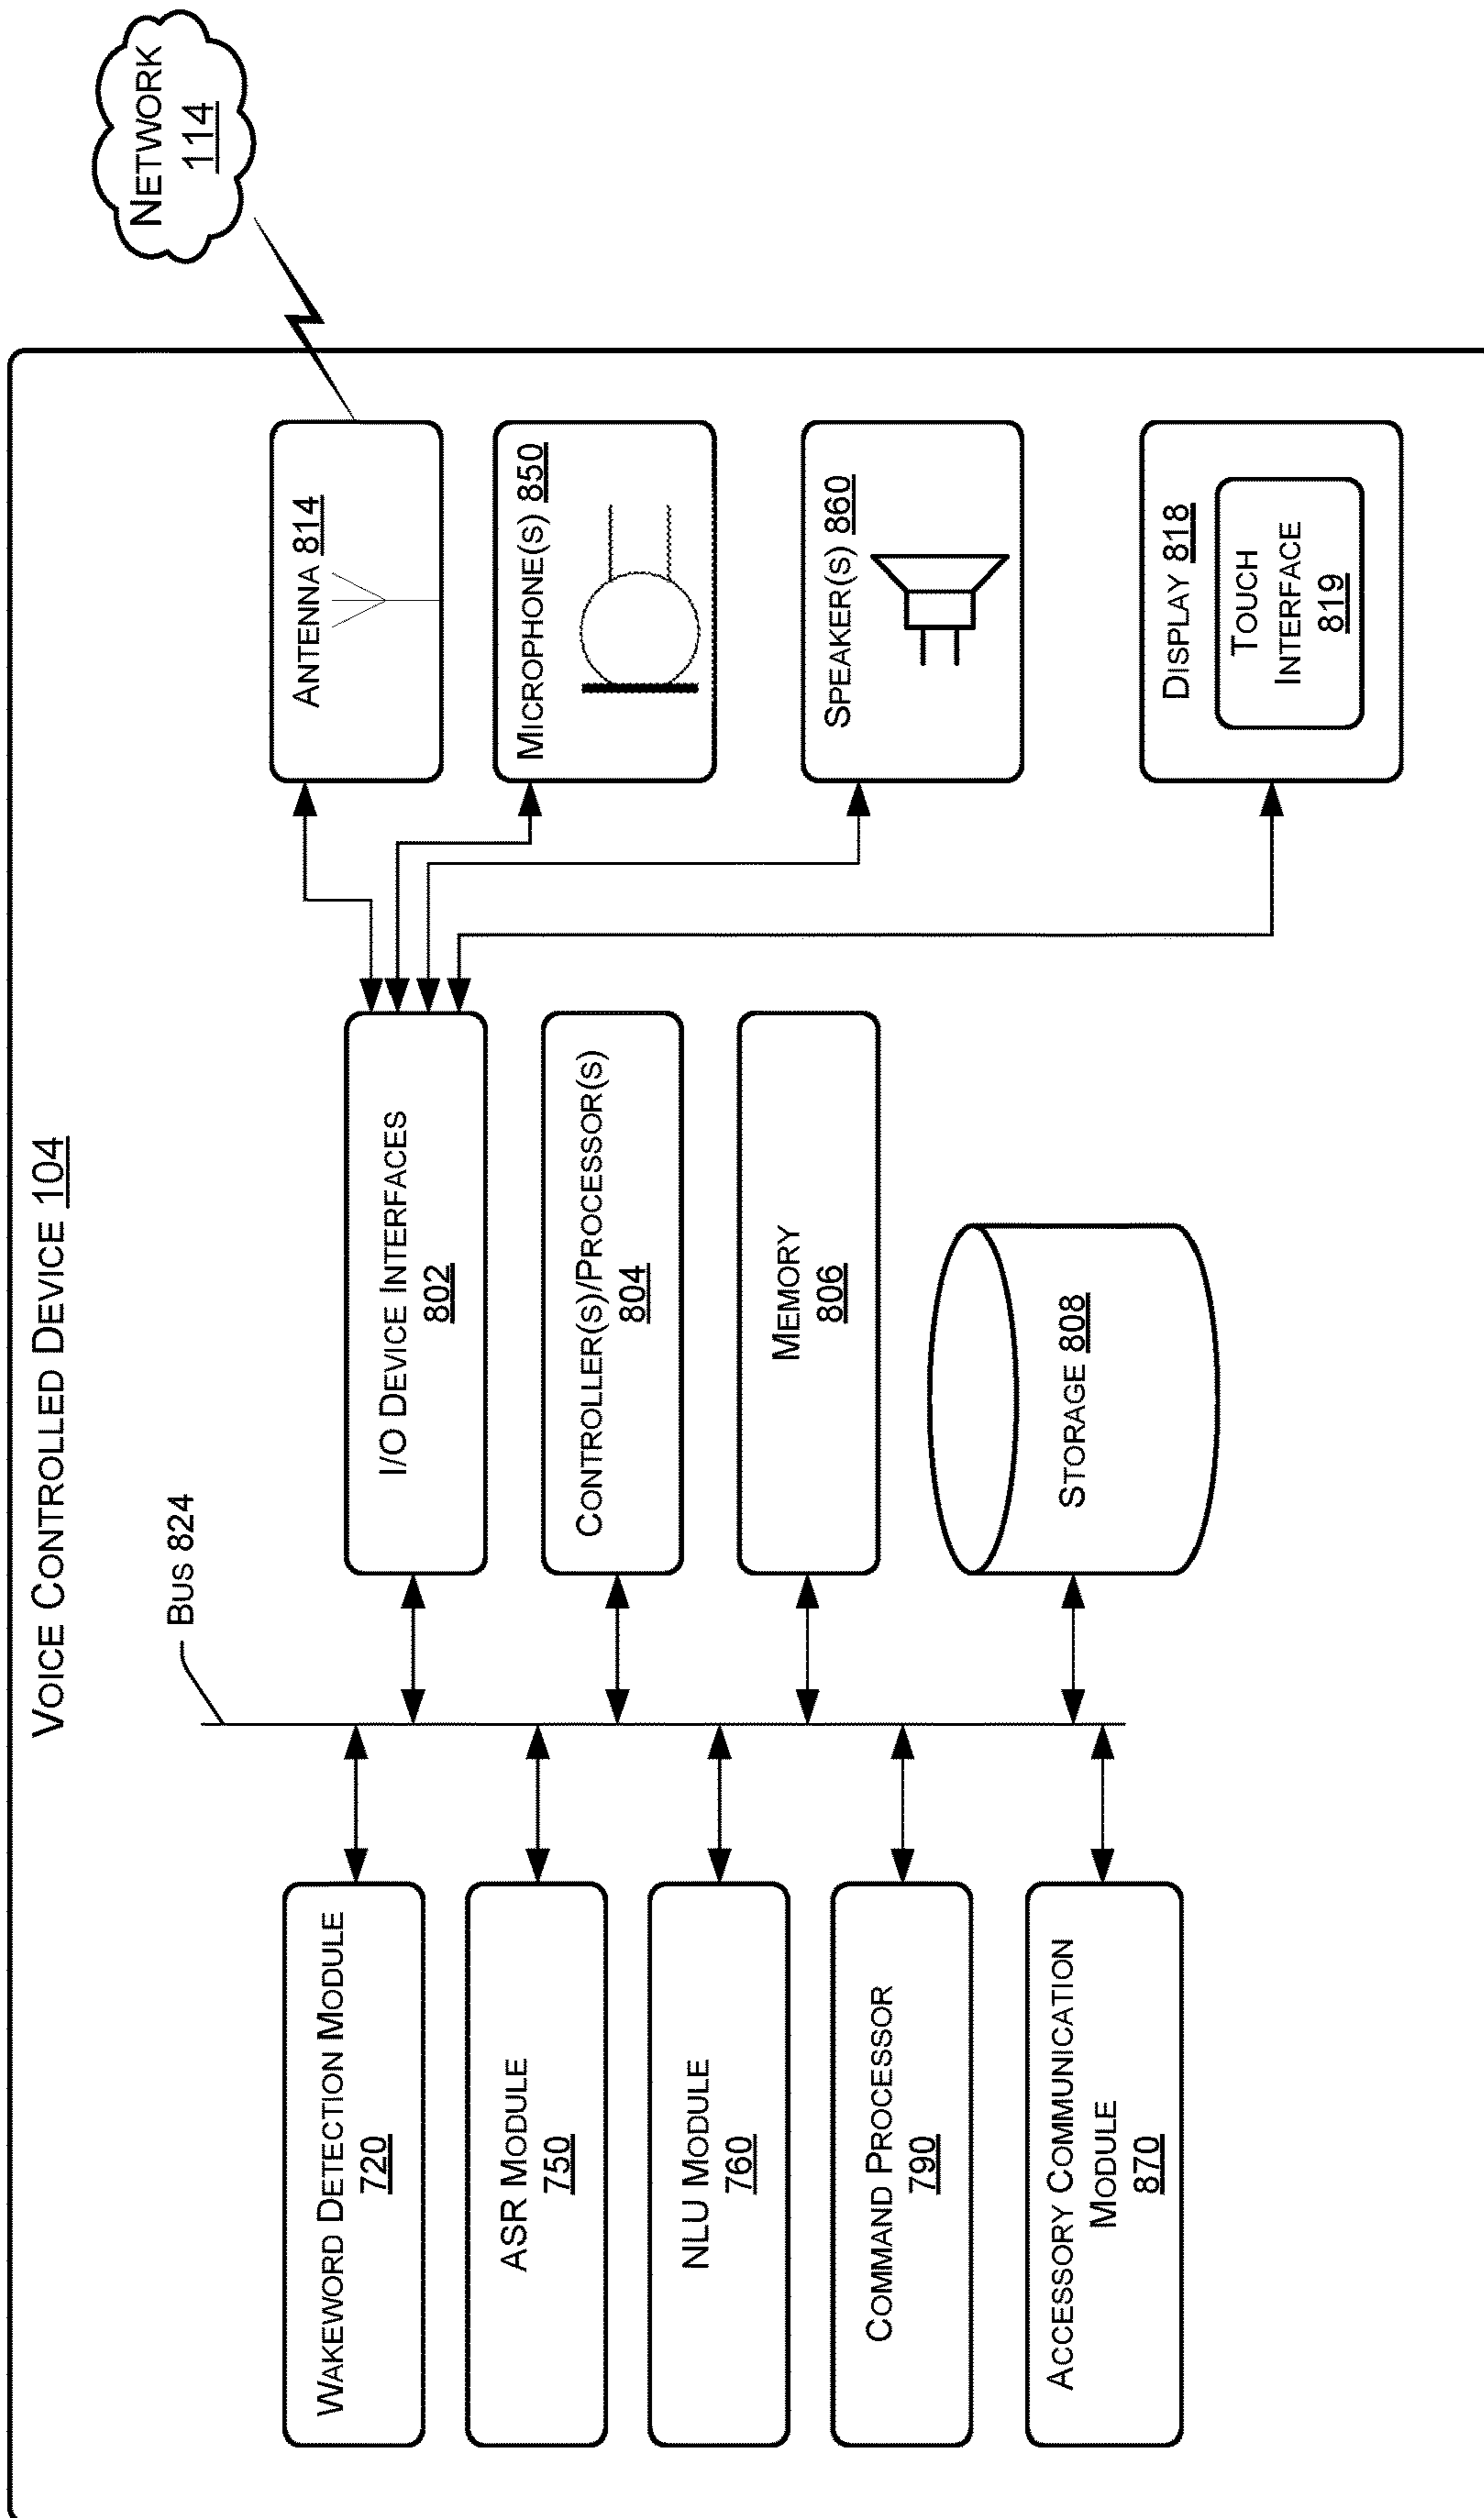 VOICE CONTROLLED DEVICE 104
NETWORK
114
BUS 824
WAKEWORD DETECTION MODULE
720
ASR MODULE
750
NLU MODULE
760
COMMAND PROCESSOR
790
ACCESSORY COMMUNICATION
MODULE
870
I/O DEVICE INTERFACES
802
CONTROLLER(S)/PROCESSOR(S)
804
MEMORY
806
STORAGE 808
ANTENNA 814
MICROPHONE(S) 850
SPEAKER(S) 860
DISPLAY 818
TOUCH
INTERFACE
819